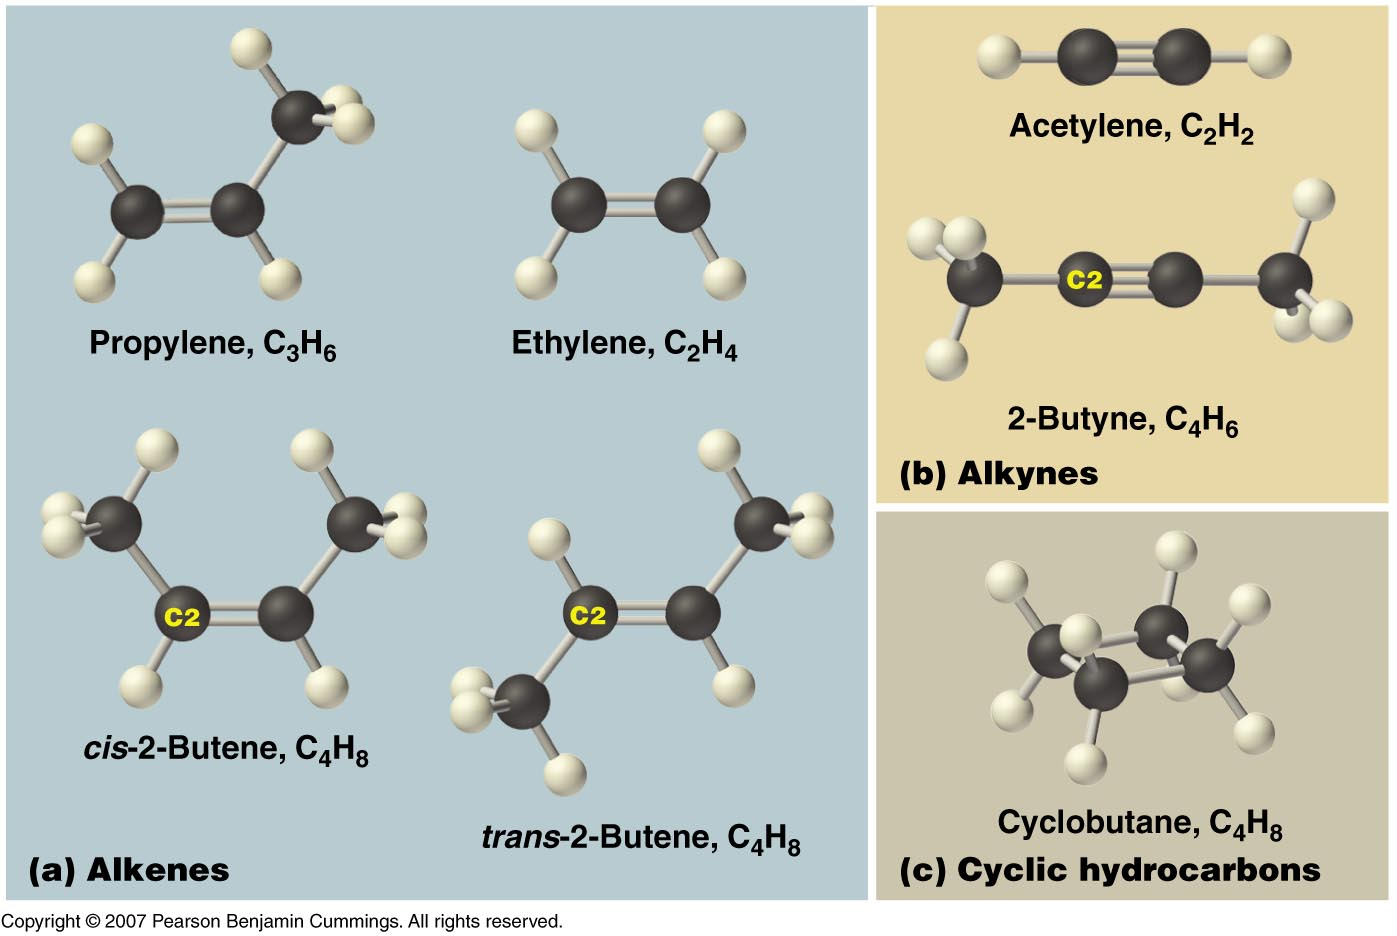 Propylene, C₃H₆
Ethylene, C₂H₄
C2
cis-2-Butene, C₄H₈
C2
trans-2-Butene, C₄H₈
(a) Alkenes
Acetylene, C₂H₂
C2
2-Butyne, C₄H₆
(b) Alkynes
Cyclobutane, C₄H₈
(c) Cyclic hydrocarbons
Copyright © 2007 Pearson Benjamin Cummings. All rights reserved.